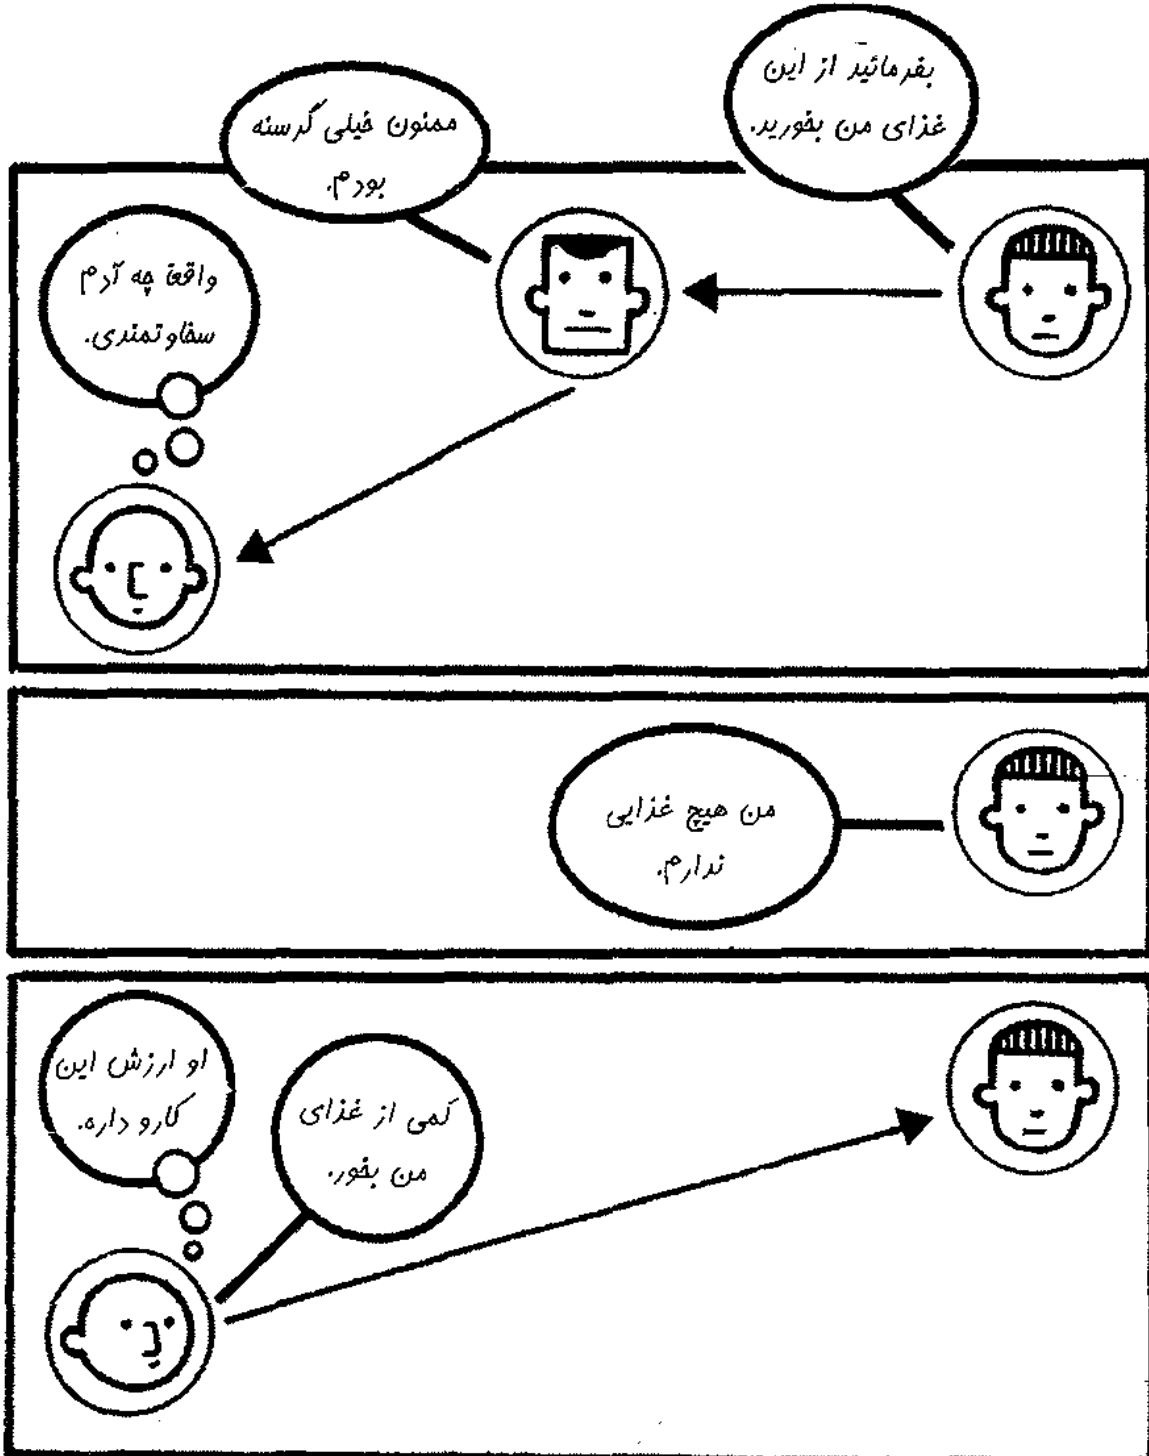 بفرمائید از این
غذای من بخورید.
ممنون خیلی گرسنه
بودم.
واقعا چه آدم
سخاوتمندی.
من هیچ غذایی
ندارم.
کمی از غذای
من بخور.
او ارزش این
کارو داره.